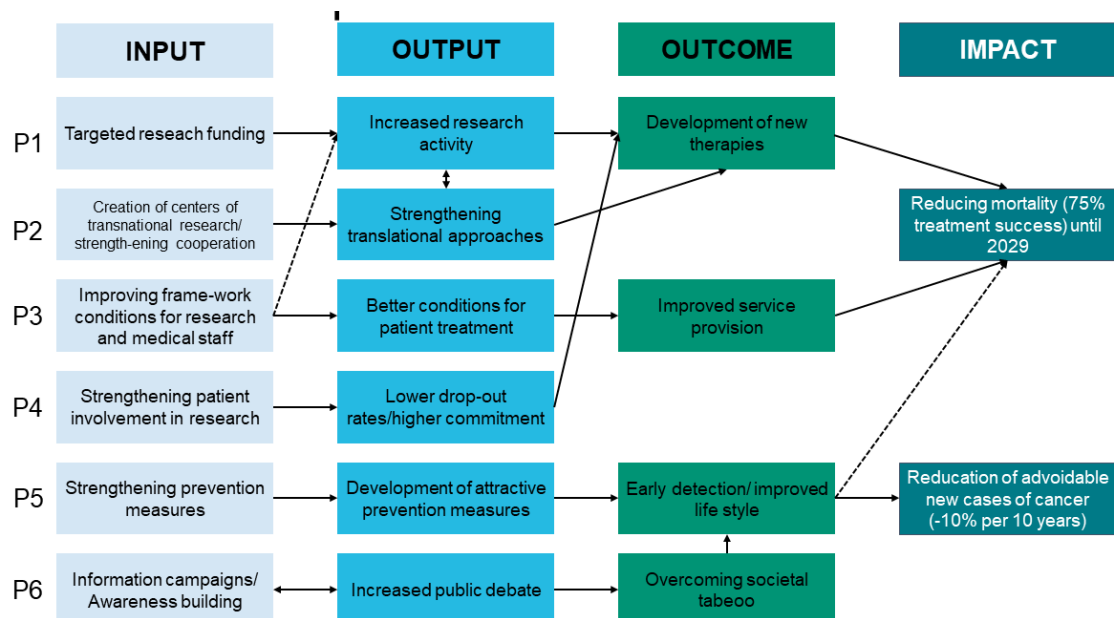 INPUT
OUTPUT
OUTCOME
IMPACT
P1
Targeted reseach funding
Increased research
activity
Development of new
therapies
P2
Creation of centers of
transnational research/
strength-ening cooperation
Strengthening
translational approaches
Reducing mortality (75%
treatment success) until
2029
P3
Improving frame-work
conditions for research
and medical staff
Better conditions for
patient treatment
Improved service
provision
P4
Strengthening patient
involvement in research
Lower drop-out
rates/higher commitment
P5
Strengthening prevention
measures
Development of attractive
prevention measures
Early detection/ improved
life style
Reducation of advoidable
new cases of cancer
(-10% per 10 years)
P6
Information campaigns/
Awareness building
Increased public debate
Overcoming societal
tabeoo